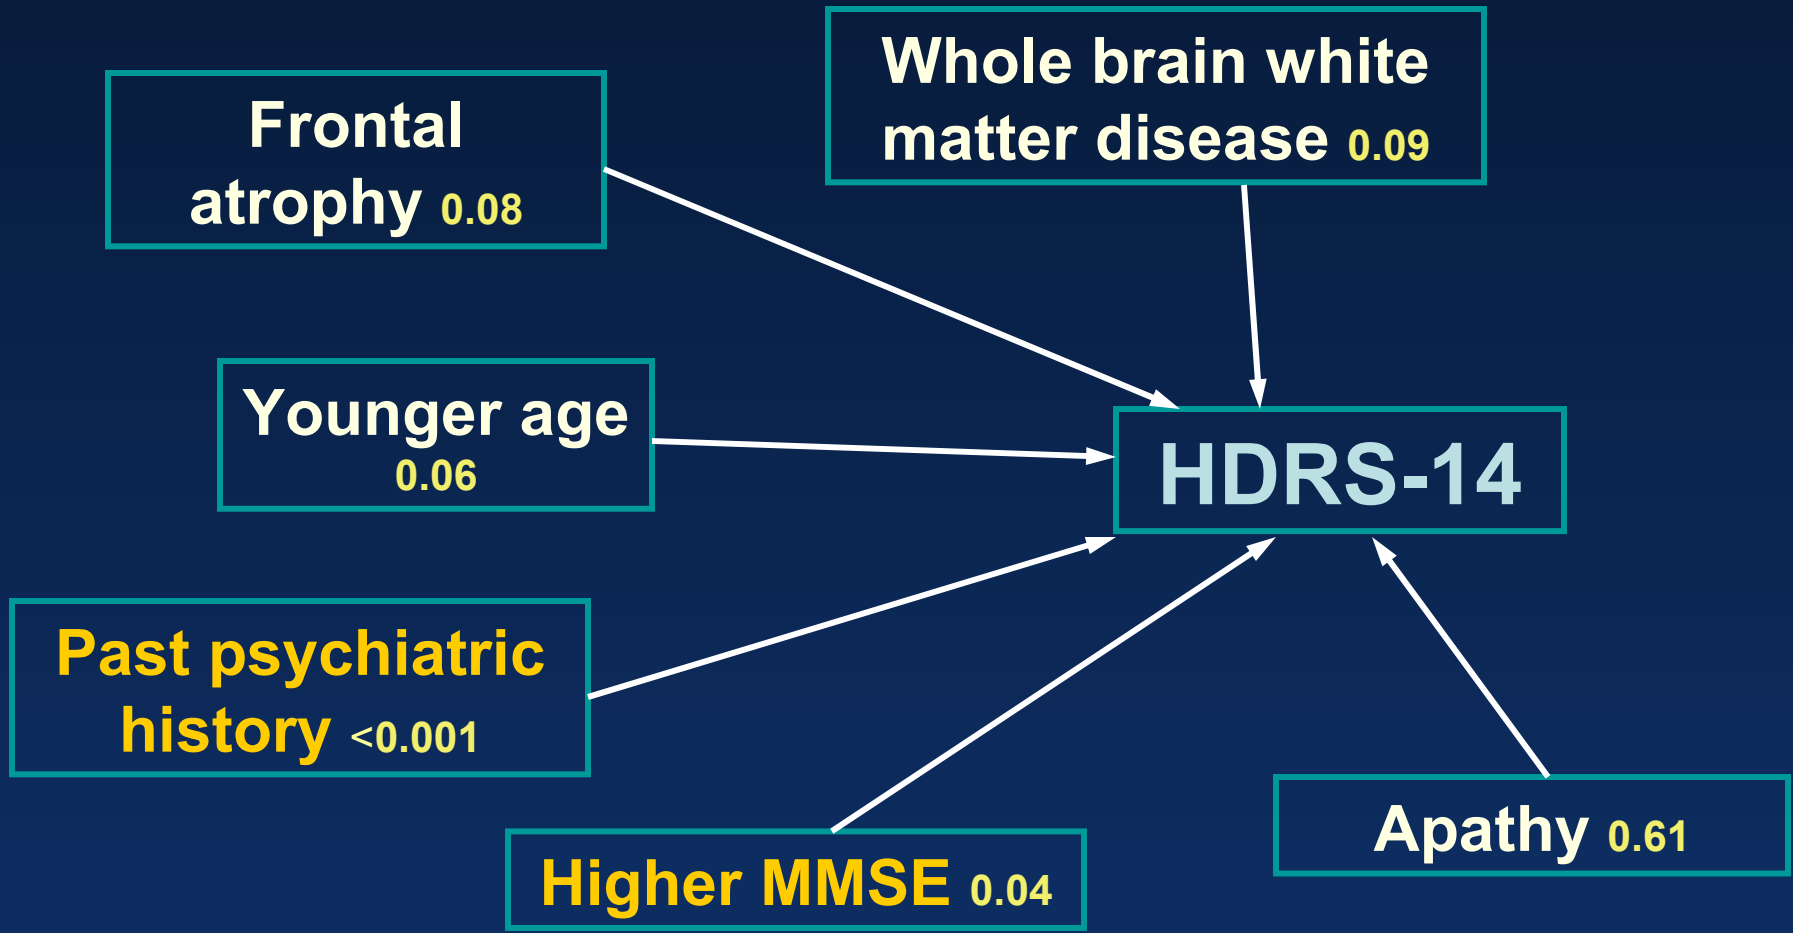 Whole brain white
matter disease 0.09
Frontal
atrophy 0.08
Younger age
0.06
HDRS-14
Past psychiatric
history <0.001
Apathy 0.61
Higher MMSE 0.04